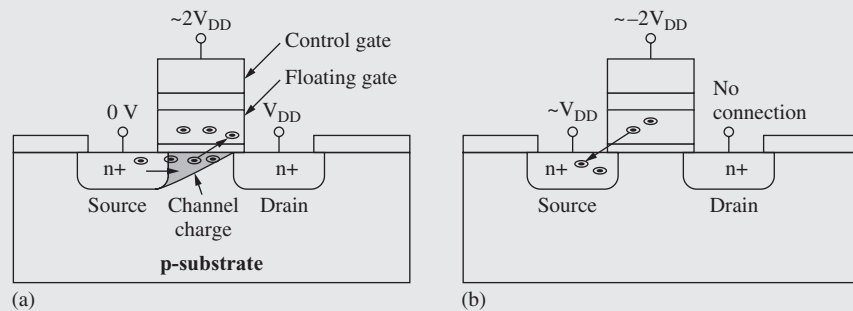 ~2V_DD
Control gate
Floating gate
0 V
V_DD
n+
n+
Source
Channel
charge
Drain
p-substrate
(a)
~–2V_DD
No
connection
~V_DD
n+
n+
Source
Drain
(b)